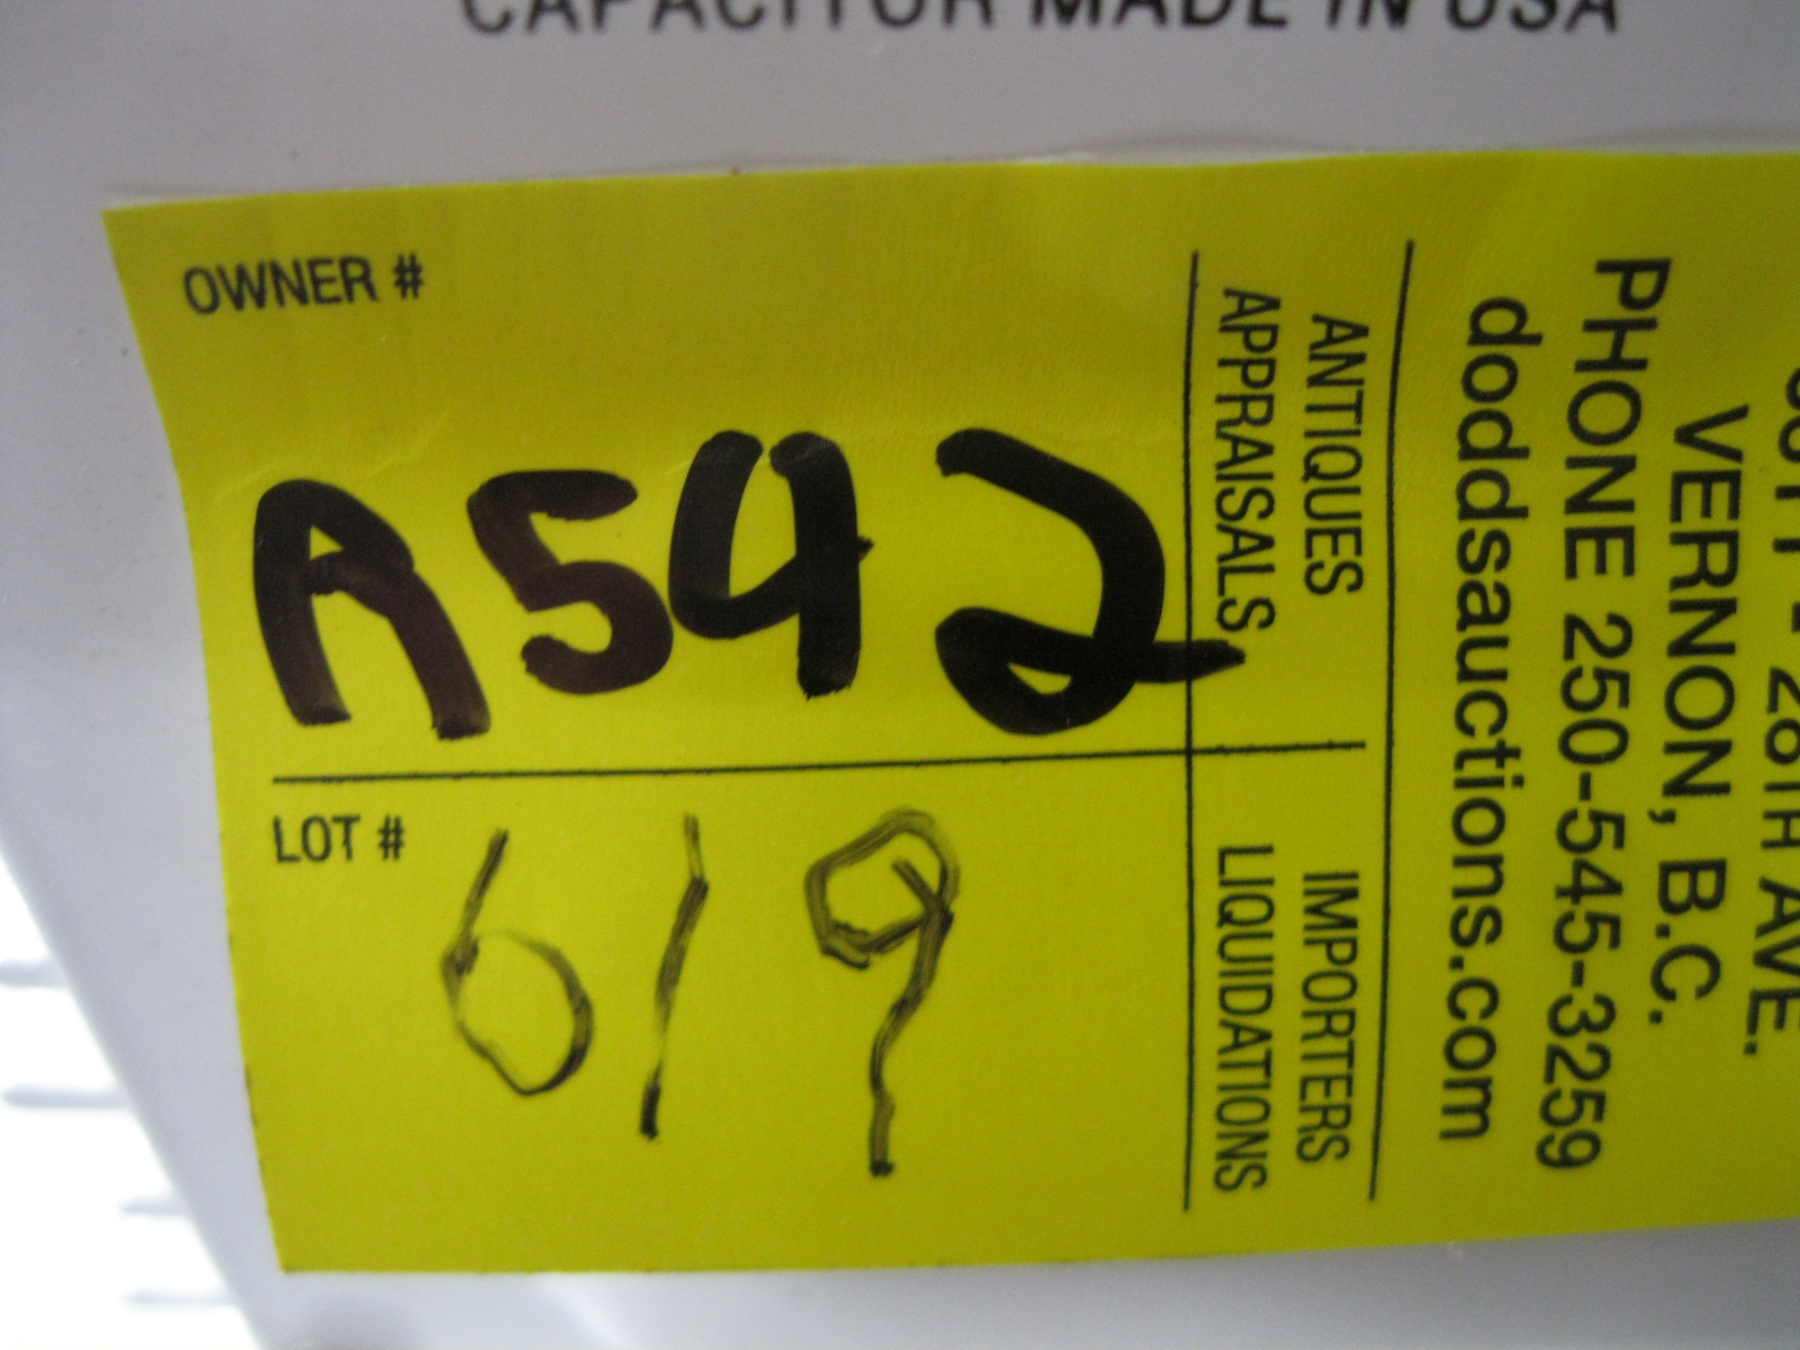 CAPACITOR MADE IN USA
OWNER #
A542
LOT #
619
VERNON, B.C.
PHONE 250-545-3259
doddsauctions.com
ANTIQUES IMPORTERS
APPRAISALS LIQUIDATIONS